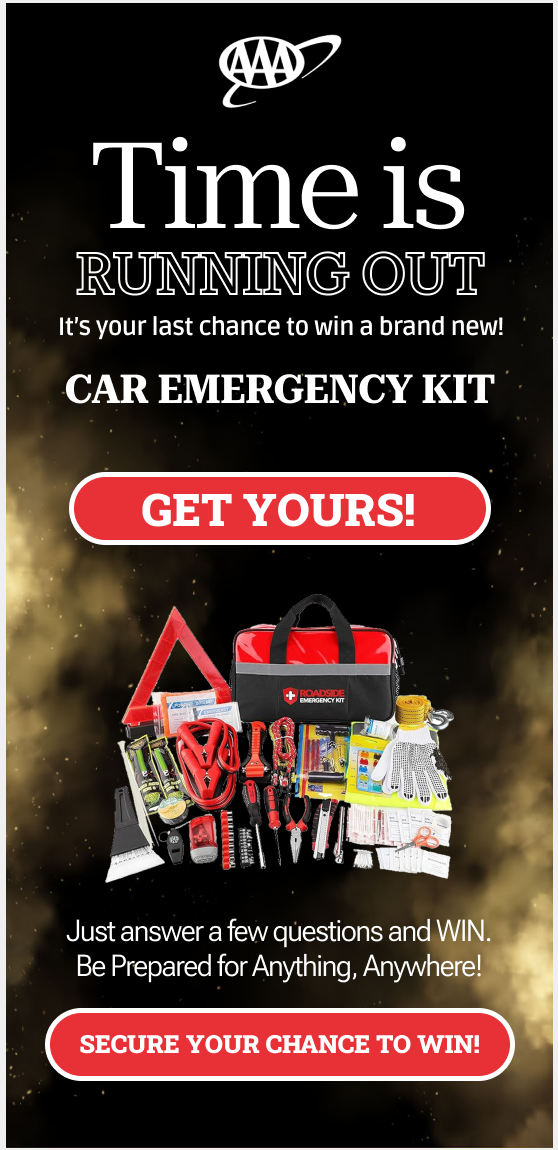 AAA
Time is
RUNNING OUT
It's your last chance to win a brand new!
CAR EMERGENCY KIT
GET YOURS!
ROADSIDE
EMERGENCY KIT
Just answer a few questions and WIN.
Be Prepared for Anything, Anywhere!
SECURE YOUR CHANCE TO WIN!